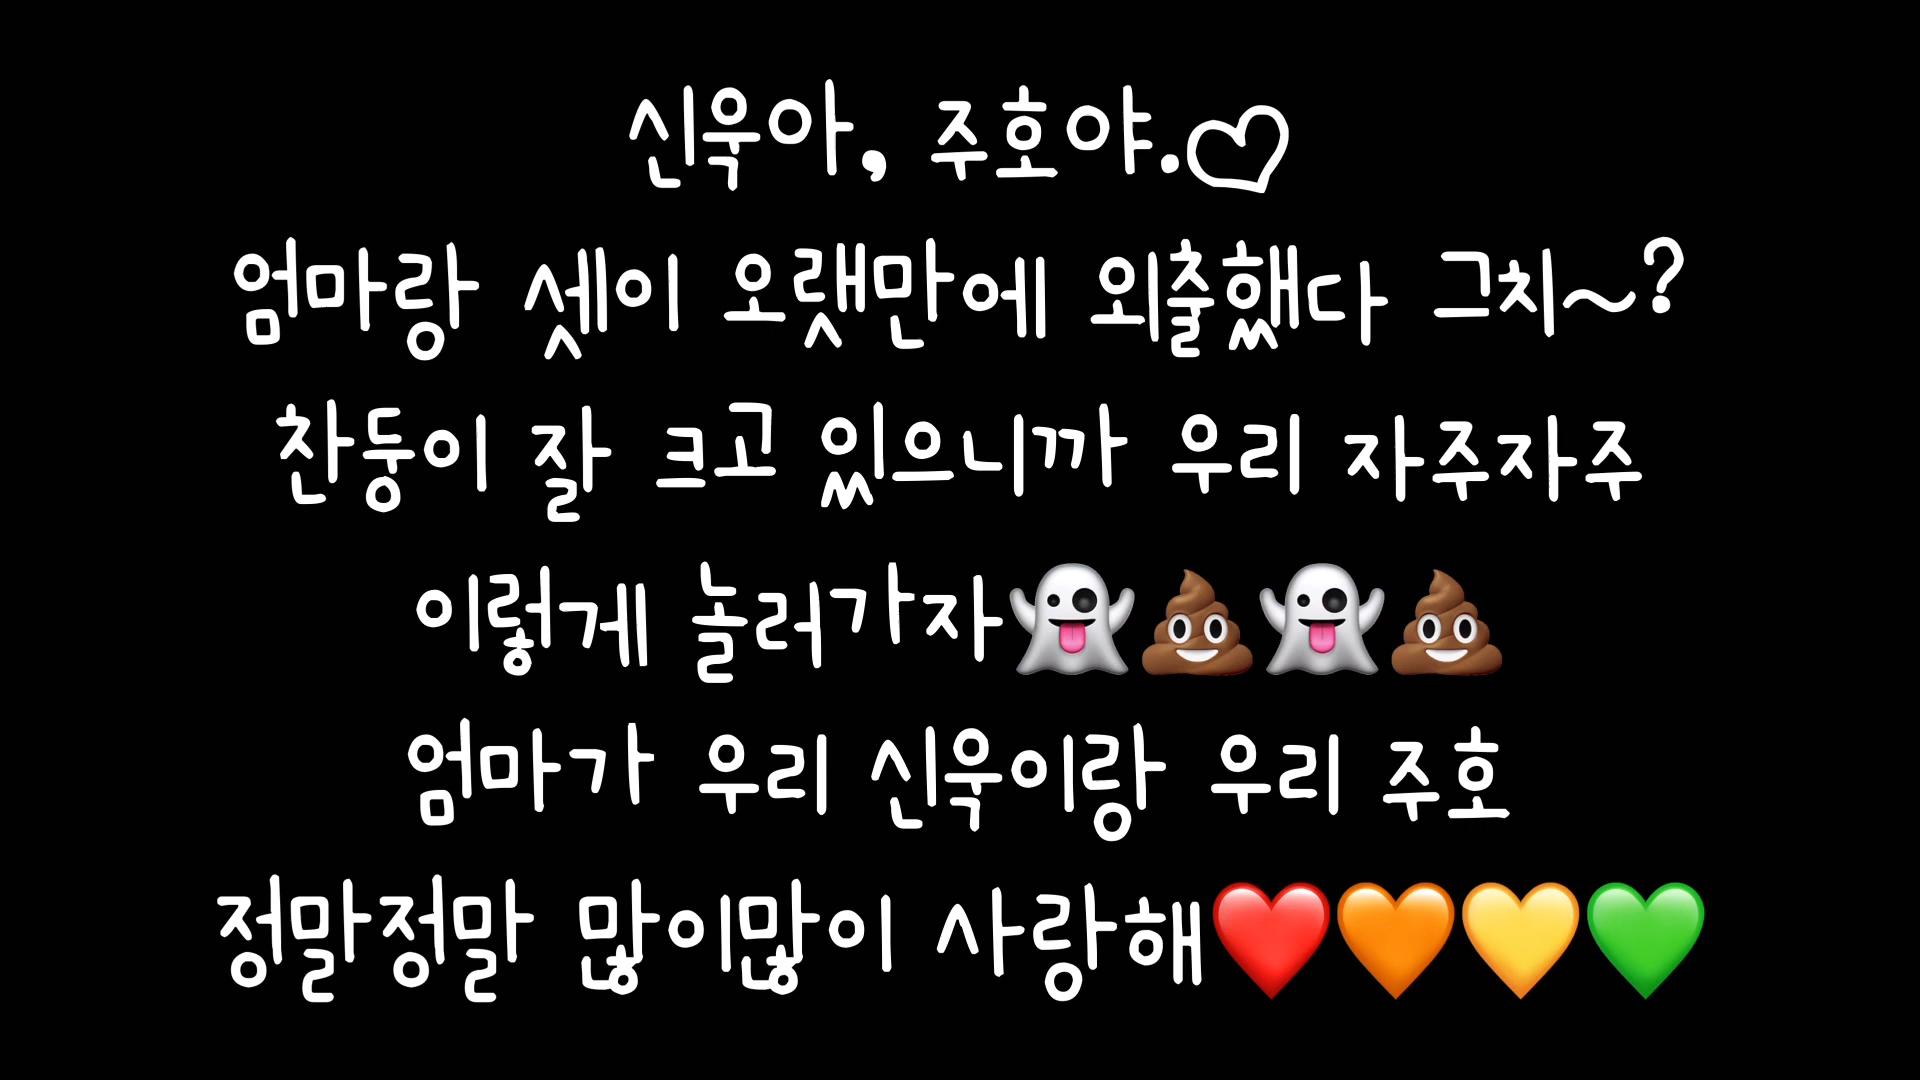 신욱아, 주호야.♡
엄마랑 셋이 오랫만에 외출했다 그치~?
찬둥이 잘 크고 있으니까 우리 자주자주
이렇게 놀러가자👻💩👻💩
엄마가 우리 신욱이랑 우리 주호
정말정말 많이많이 사랑해❤️🧡💛💚